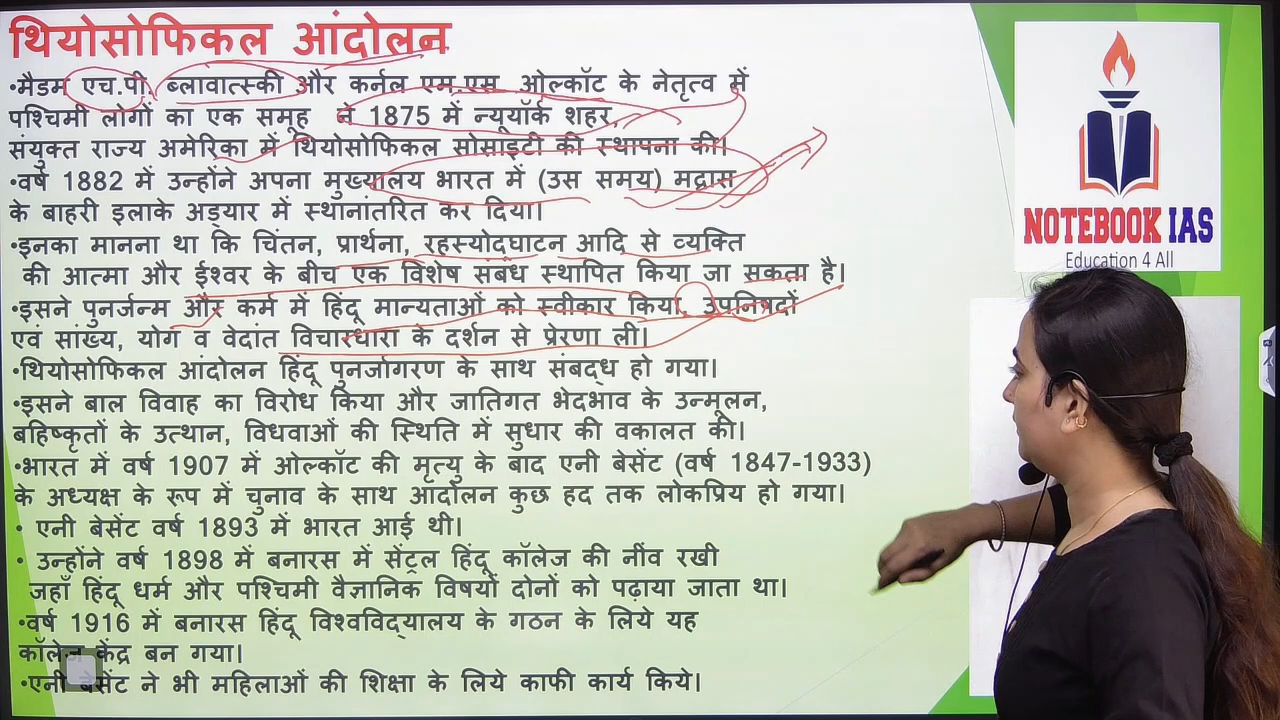 थियोसोफिकल आंदोलन
•मैडम एच.पी. ब्लावात्स्की और कर्नल एम.एस. ओल्कॉट के नेतृत्व में
पश्चिमी लोगों का एक समूह ने 1875 में न्यूयॉर्क शहर,
संयुक्त राज्य अमेरिका में थियोसोफिकल सोसाइटी की स्थापना की।
•वर्ष 1882 में उन्होंने अपना मुख्यालय भारत में (उस समय) मद्रास
के बाहरी इलाके अड्यार में स्थानांतरित कर दिया।
•इनका मानना था कि चिंतन, प्रार्थना, रहस्योद्घाटन आदि से व्यक्ति
की आत्मा और ईश्वर के बीच एक विशेष संबंध स्थापित किया जा सकता है।
•इसने पुनर्जन्म और कर्म में हिंदू मान्यताओं को स्वीकार किया, उपनिषदों
एवं सांख्य, योग व वेदांत विचारधारा के दर्शन से प्रेरणा ली।
•थियोसोफिकल आंदोलन हिंदू पुनर्जागरण के साथ संबद्ध हो गया।
•इसने बाल विवाह का विरोध किया और जातिगत भेदभाव के उन्मूलन,
बहिष्कृतों के उत्थान, विधवाओं की स्थिति में सुधार की वकालत की।
•भारत में वर्ष 1907 में ओल्कॉट की मृत्यु के बाद एनी बेसेंट (वर्ष 1847-1933)
के अध्यक्ष के रूप में चुनाव के साथ आंदोलन कुछ हद तक लोकप्रिय हो गया।
• एनी बेसेंट वर्ष 1893 में भारत आई थी।
• उन्होंने वर्ष 1898 में बनारस में सेंट्रल हिंदू कॉलेज की नींव रखी
जहाँ हिंदू धर्म और पश्चिमी वैज्ञानिक विषयों दोनों को पढ़ाया जाता था।
•वर्ष 1916 में बनारस हिंदू विश्वविद्यालय के गठन के लिये यह
कॉलेज केंद्र बन गया।
•एनी बेसेंट ने भी महिलाओं की शिक्षा के लिये काफी कार्य किये।
NOTEBOOK IAS
Education 4 All